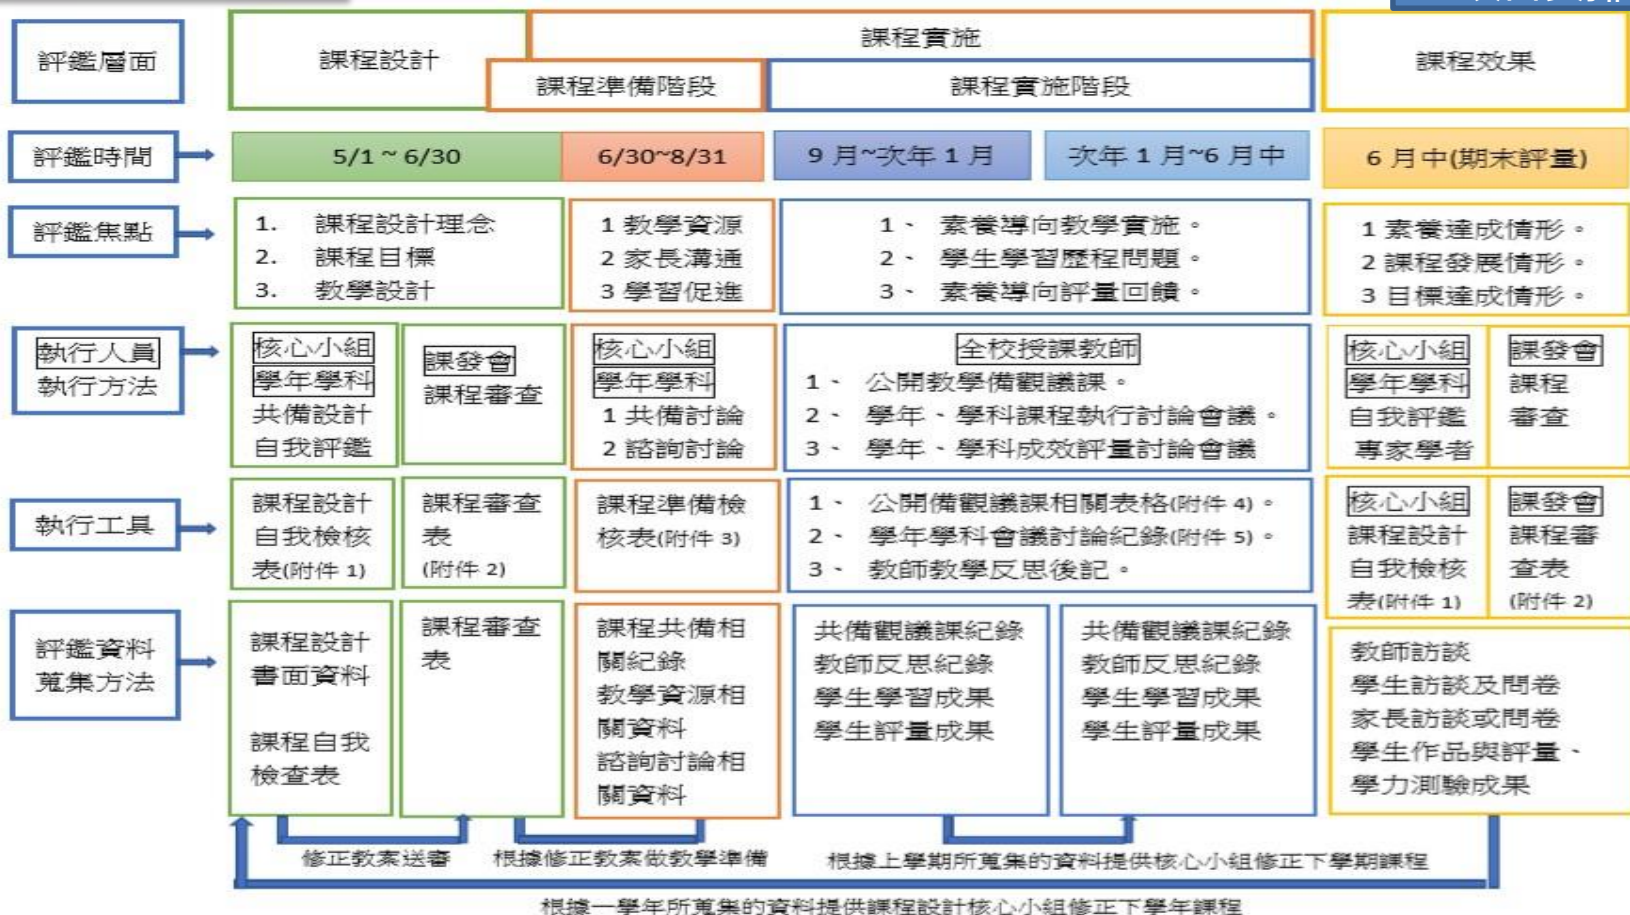 評鑑層面
課程設計
課程實施
課程準備階段
課程實施階段
課程效果
評鑑時間
5/1 ~ 6/30
6/30~8/31
9 月~次年 1 月
次年 1 月~6 月中
6 月中(期末評量)
評鑑焦點
1. 課程設計理念
2. 課程目標
3. 教學設計
1 教學資源
2 家長溝通
3 學習促進
1、 素養導向教學實施。
2、 學生學習歷程問題。
3、 素養導向評量回饋。
1 素養達成情形。
2 課程發展情形。
3 目標達成情形。
執行人員
執行方法
核心小組
學年學科
共備設計
自我評鑑
課發會
課程審查
核心小組
學年學科
1 共備討論
2 諮詢討論
全校授課教師
1、 公開教學備觀議課。
2、 學年、學科課程執行討論會議。
3、 學年、學科成效評量討論會議
核心小組
學年學科
自我評鑑
專家學者
課發會
課程
審查
執行工具
課程設計
自我檢核
表(附件 1)
課程審查
表
(附件 2)
課程準備檢
核表(附件 3)
1、 公開備觀議課相關表格(附件 4)。
2、 學年學科會議討論紀錄(附件 5)。
3、 教師教學反思後記。
核心小組
課程設計
自我檢核
表(附件 1)
課發會
課程審
查表
(附件 2)
評鑑資料
蒐集方法
課程設計
書面資料
課程自我
檢查表
課程審查
表
課程共備相
關紀錄
教學資源相
關資料
諮詢討論相
關資料
共備觀議課紀錄
教師反思紀錄
學生學習成果
學生評量成果
共備觀議課紀錄
教師反思紀錄
學生學習成果
學生評量成果
教師訪談
學生訪談及問卷
家長訪談或問卷
學生作品與評量、
學力測驗成果
修正教案送審
根據修正教案做教學準備
根據上學期所蒐集的資料提供核心小組修正下學期課程
根據一學年所蒐集的資料提供課程設計核心小組修正下學年課程